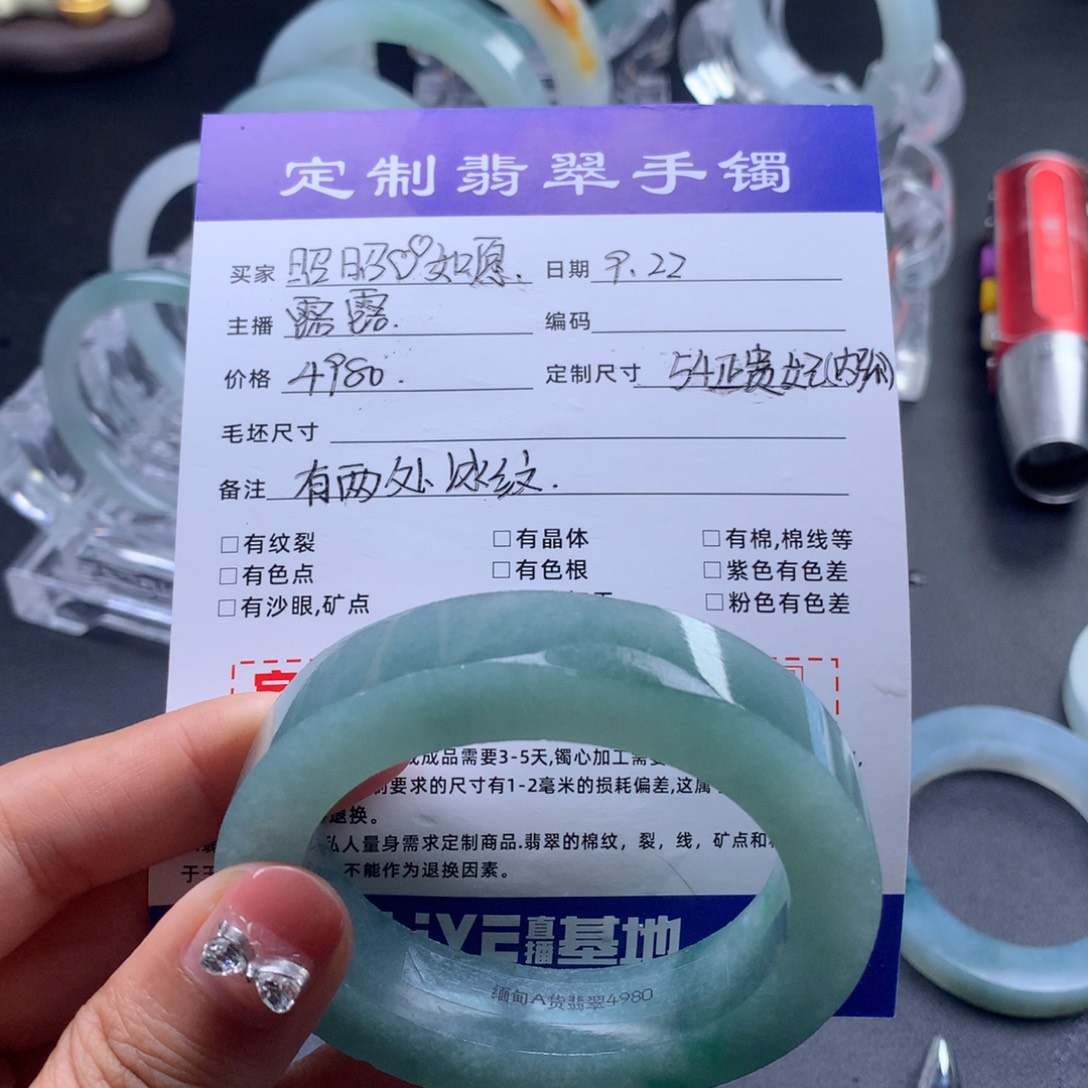 定制翡翠手镯
买家 照昭♡♡如愿. 日期 9.22
主播 露露. 编码
价格 4980. 定制尺寸 54正贵妃(内
毛坯尺寸
备注 有两处冰纹.
□有纹裂 □有晶体 □有棉,棉线等
□有色点 □有色根 □紫色有色差
□有沙眼,矿点 □粉色有色差
成品需要3-5天,镯心加工需
要求的尺寸有1-2毫米的损耗偏差,这属
退换。
私人量身需求定制商品.翡翠的棉纹，裂，线，矿点和
不能作为退换因素。
直播基地
缅甸A货翡翠4980